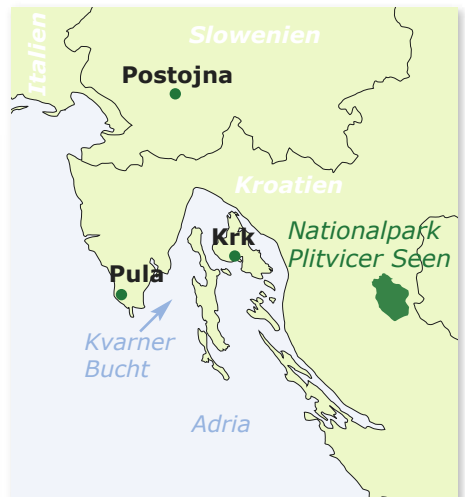 Italien
Slowenien
Postojna
Kroatien
Nationalpark
Plitvicer Seen
Krk
Pula
Kvarner
Bucht
Adria